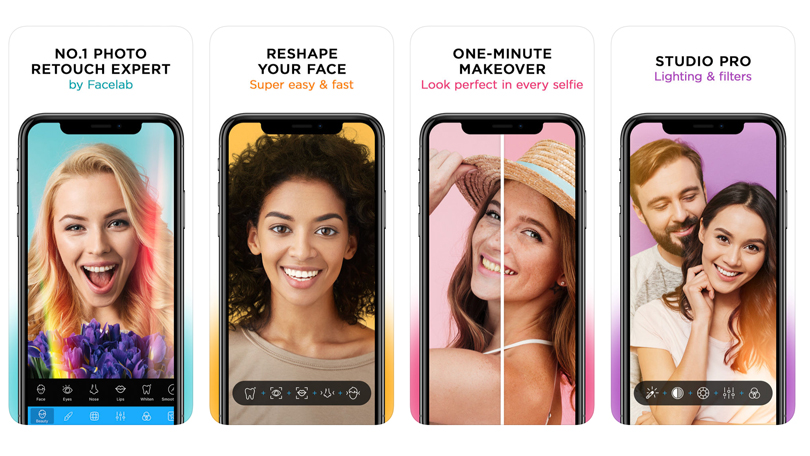 NO.1 PHOTO
RETOUCH EXPERT
by Facelab
Face Eyes Nose Lips Whiten Smoot
Beauty
RESHAPE
YOUR FACE
Super easy & fast
ONE-MINUTE
MAKEOVER
Look perfect in every selfie
STUDIO PRO
Lighting & filters